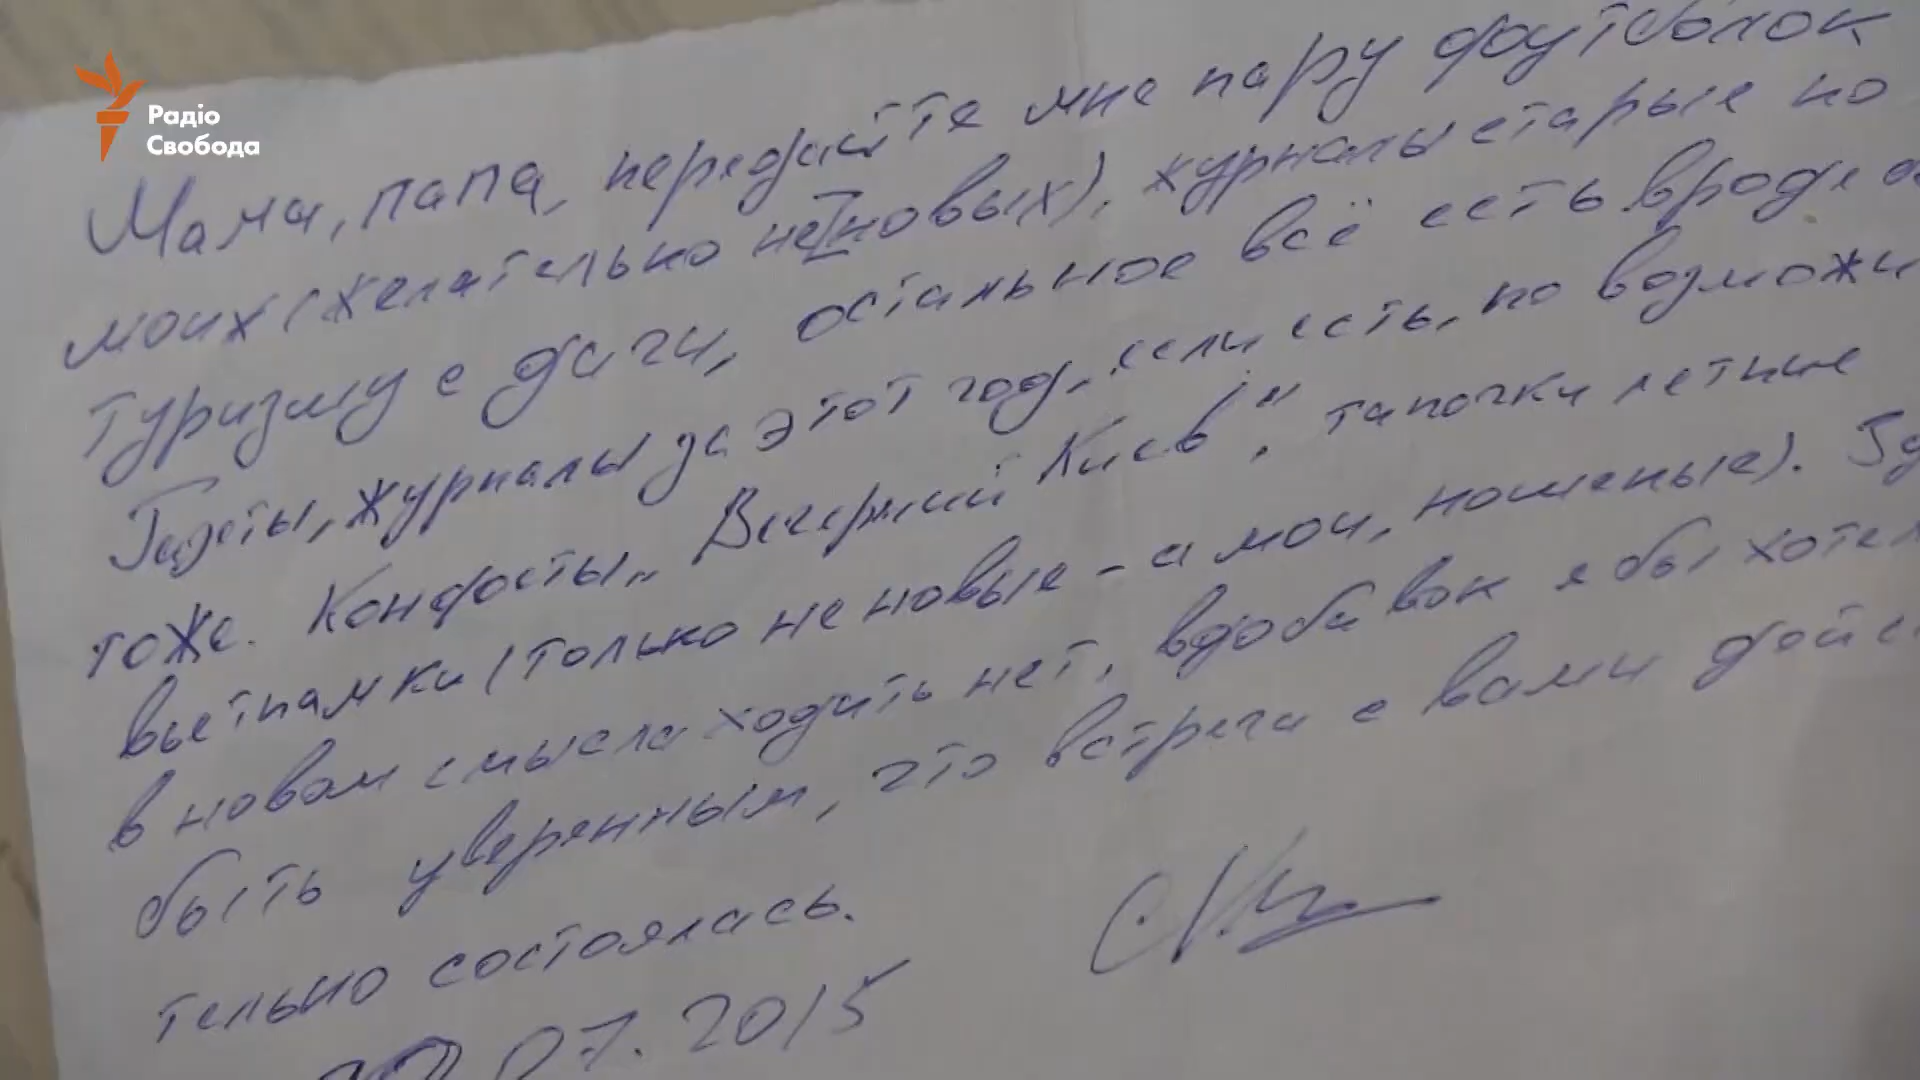 Радіо
Свобода
Мама, папа, передайте мне пару футболок
моих (желательно не новых), журналы старые по
туризму с дачи, остальное всё есть вроде
Газеты, журналы за этот год, если есть, по возможн
тоже. Конфеты „Вечерний Киев", тапочки летние
вьетнамки (только не новые - а мои, ношеные).
в новом смысла ходить нет, вдобавок я бы хотел
быть уверенным, что встреча с вами дейс
тельно состоялась.
07.2015